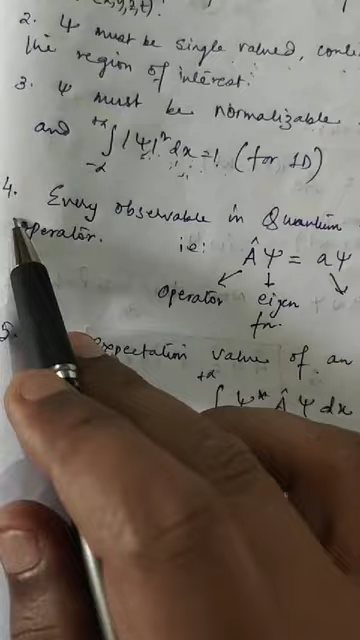 (x,y,z,t).
2. ψ must be single valued,
the region of interest.
3. ψ must be normalizable
and ∫ |ψ|² dx = 1 (for 1D)
+α
-α
4. Every observable in Quantum
operator.
ie: Âψ = aψ
operator eigen
fn.
5. expectation value of an
+α
∫ ψ* Â ψ dx